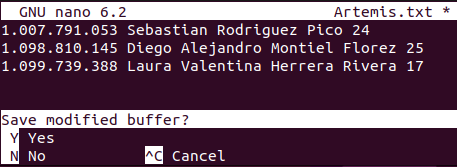 GNU nano 6.2 Artemis.txt *
1.007.791.053 Sebastian Rodriguez Pico 24
1.098.810.145 Diego Alejandro Montiel Florez 25
1.099.739.388 Laura Valentina Herrera Rivera 17
Save modified buffer?
Y Yes
N No ^C Cancel